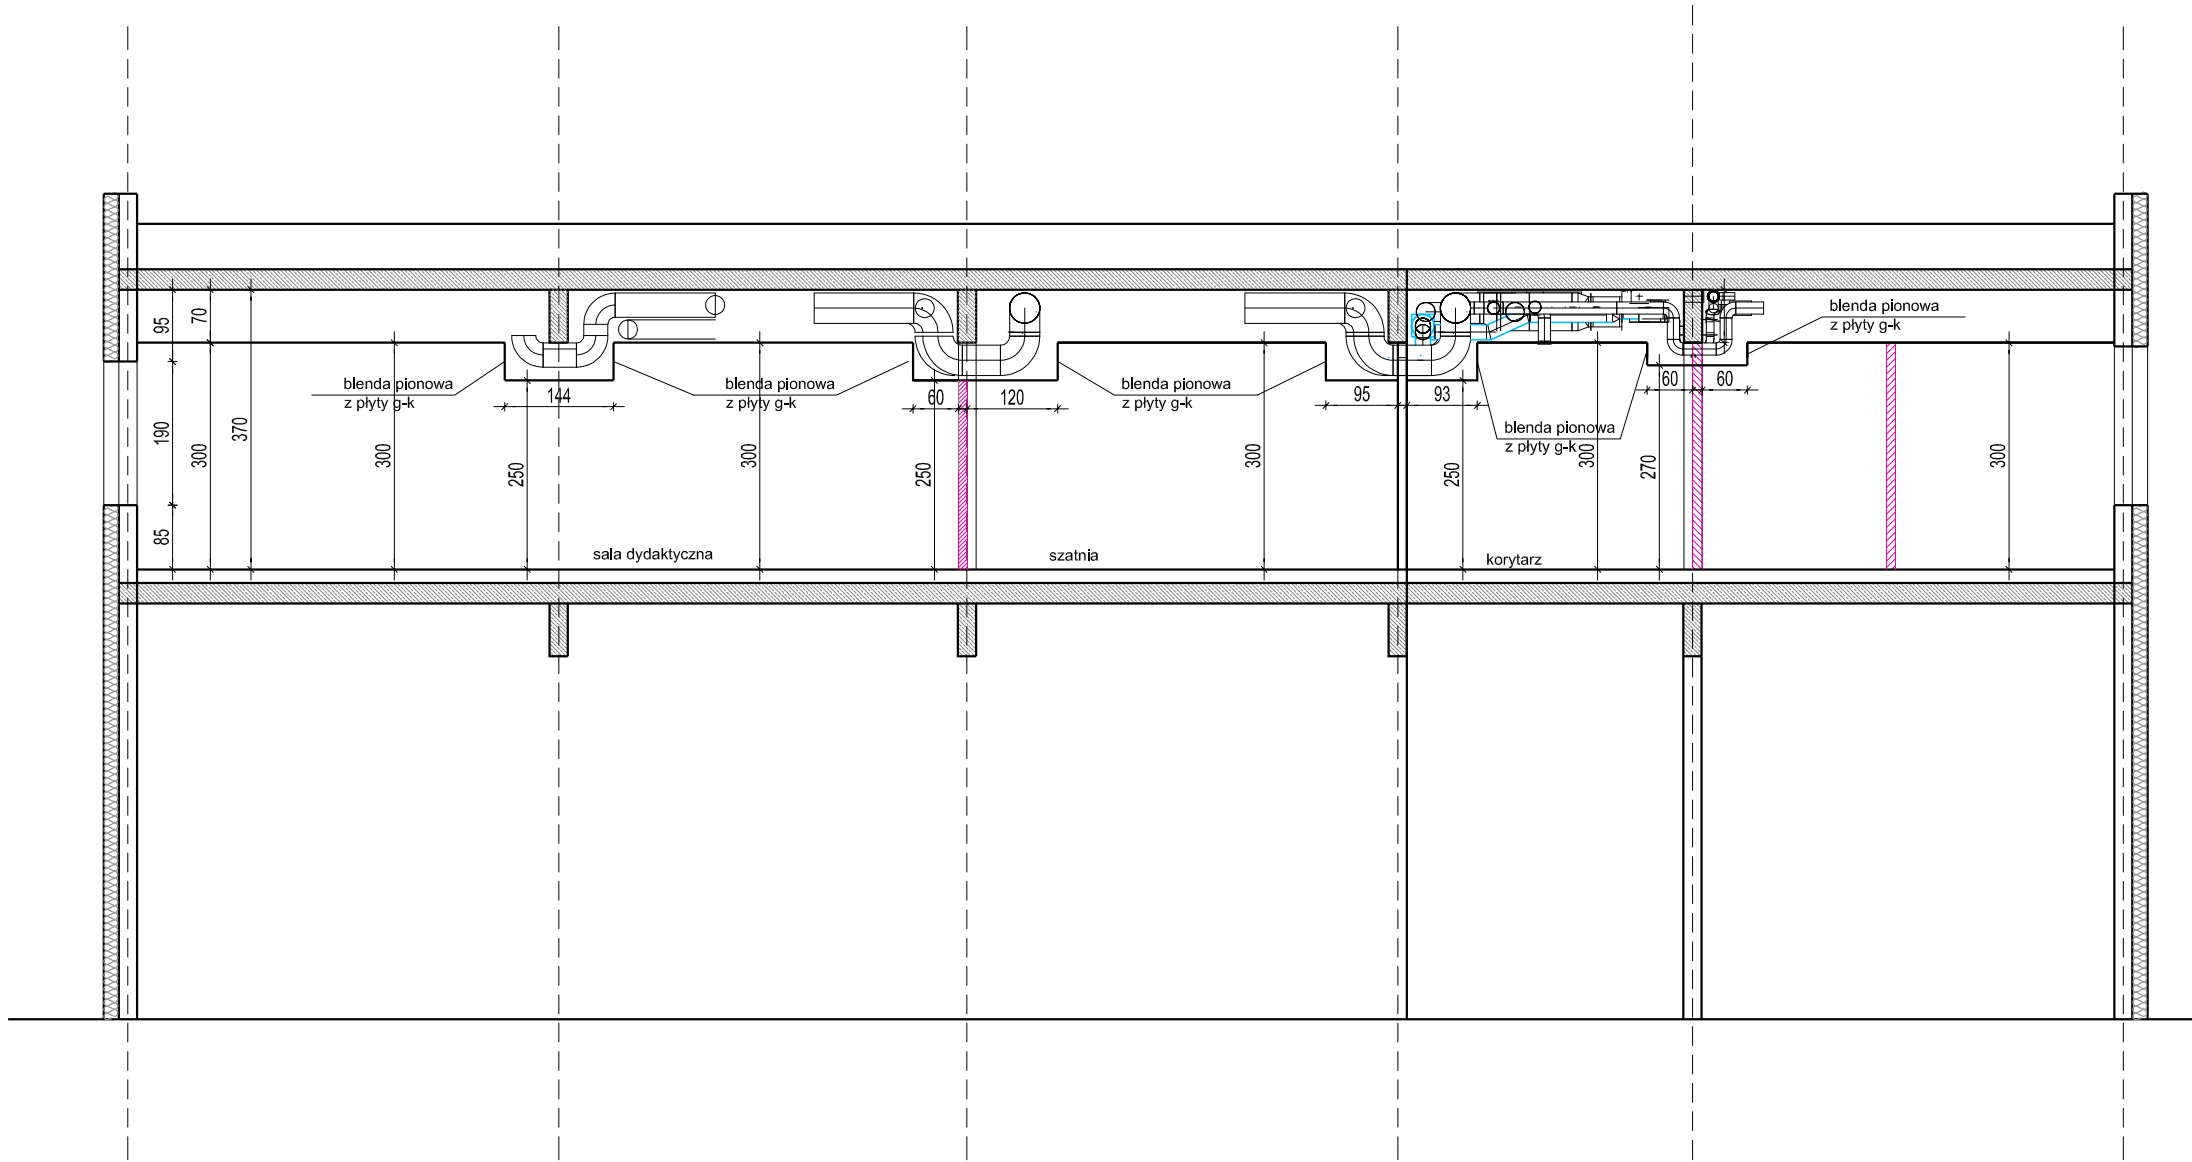 95
70
190
300
370
85
300
250
144
blenda pionowa
z płyty g-k
sala dydaktyczna
300
blenda pionowa
z płyty g-k
250
60
120
szatnia
blenda pionowa
z płyty g-k
300
95
93
250
korytarz
blenda pionowa
z płyty g-k
300
270
60
60
blenda pionowa
z płyty g-k
300